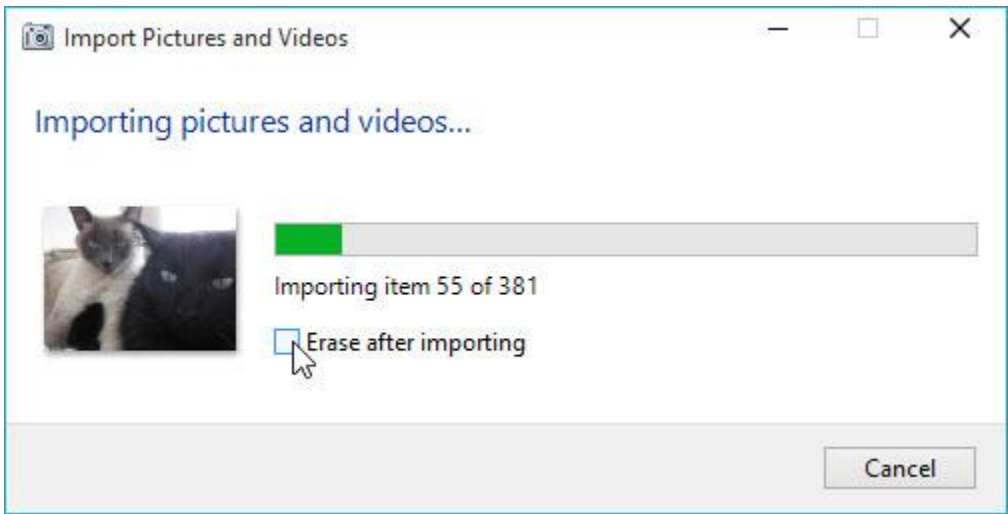 Import Pictures and Videos
Importing pictures and videos...
Importing item 55 of 381
Erase after importing
Cancel